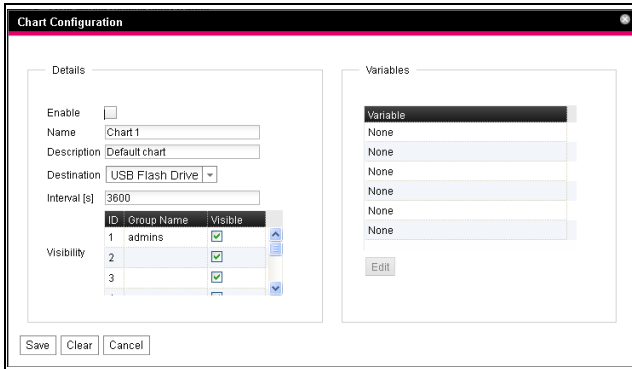 Chart Configuration
Details
Enable
Name Chart 1
Description Default chart
Destination USB Flash Drive
Interval [s] 3600
Visibility
ID Group Name Visible
1 admins
2
3
Variables
Variable
None
None
None
None
None
None
Edit
Save Clear Cancel